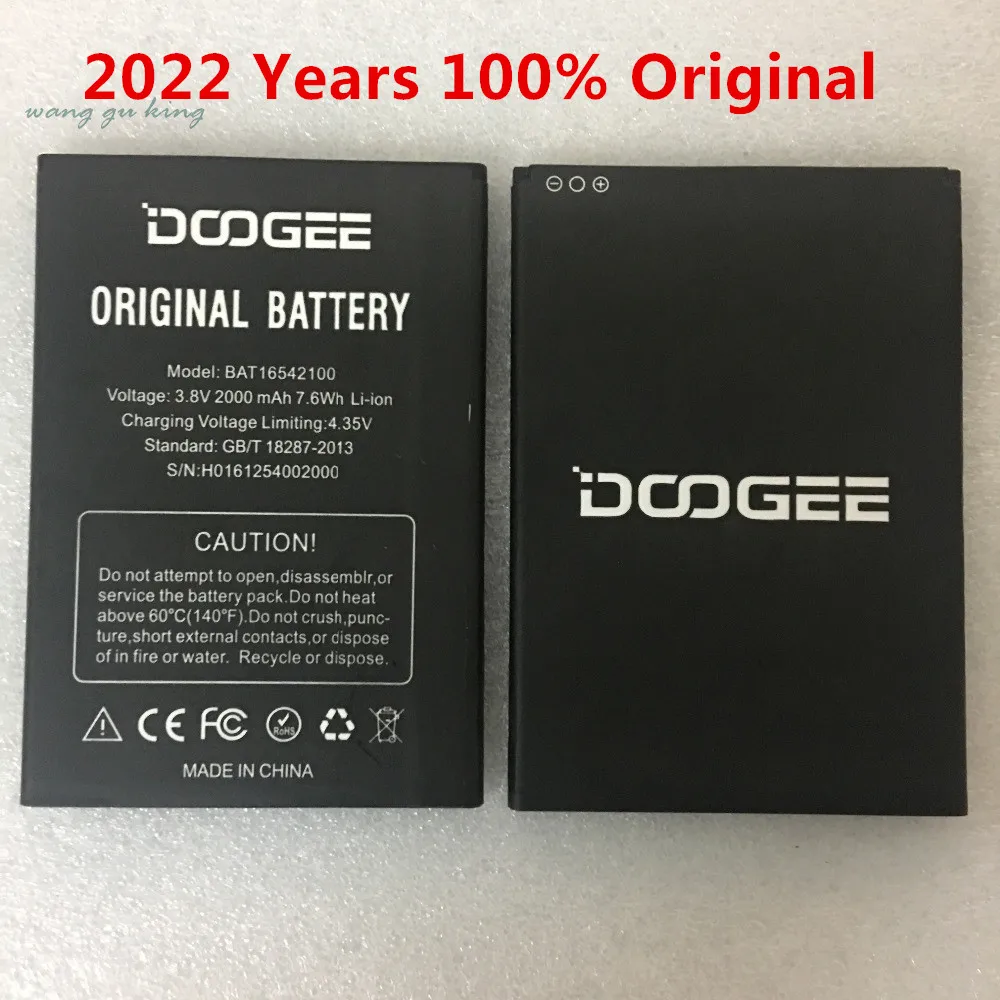 2022 Years 100% Original
wang gu king
DOOGEE
ORIGINAL BATTERY
Model: BAT16542100
Voltage: 3.8V 2000 mAh 7.6Wh Li-ion
Charging Voltage Limiting:4.35V
Standard: GB/T 18287-2013
S/N:H0161254002000
CAUTION!
Do not attempt to open,disassemblr,or
service the battery pack.Do not heat
above 60°C(140°F).Do not crush,punc-
ture,short external contacts,or dispose
of in fire or water. Recycle or dispose.
CE FC RoHS
MADE IN CHINA
DOOGEE